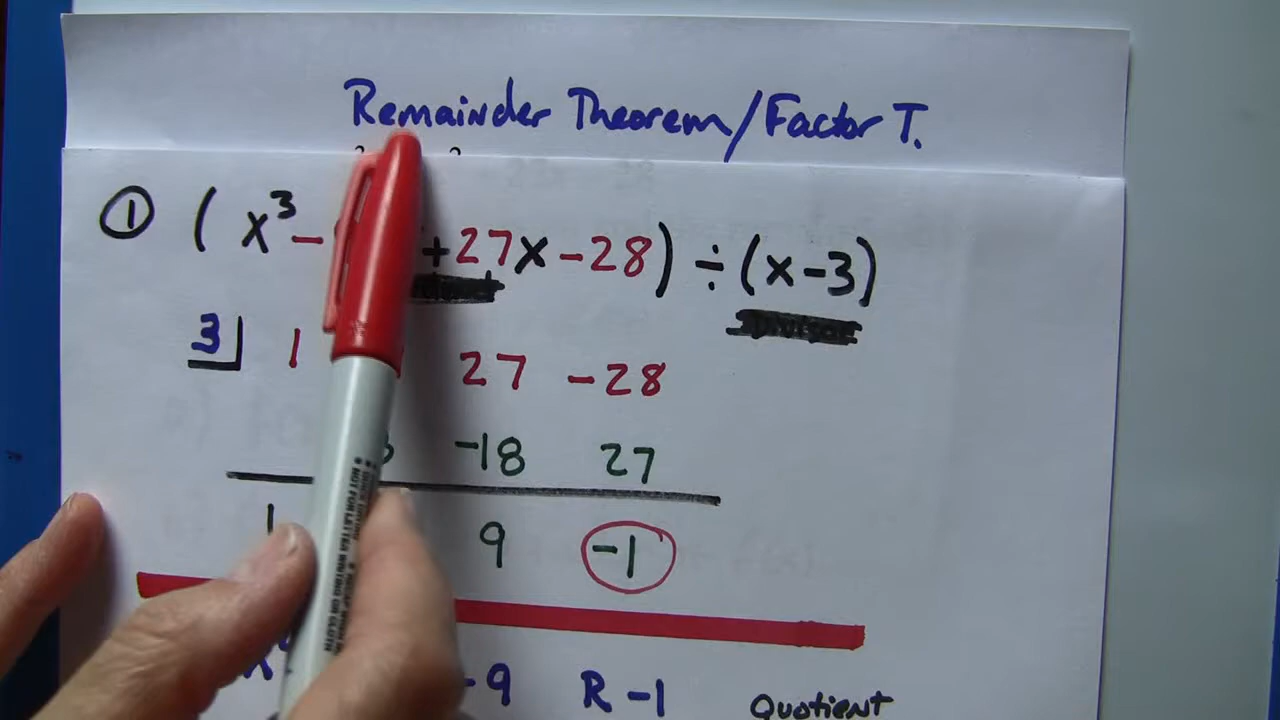 Remainder Theorem/Factor T.
① (x³ - + 27x - 28) ÷ (x - 3)
3 1 27 -28
-18 27
1 9 -1
-9 R -1 Quotient